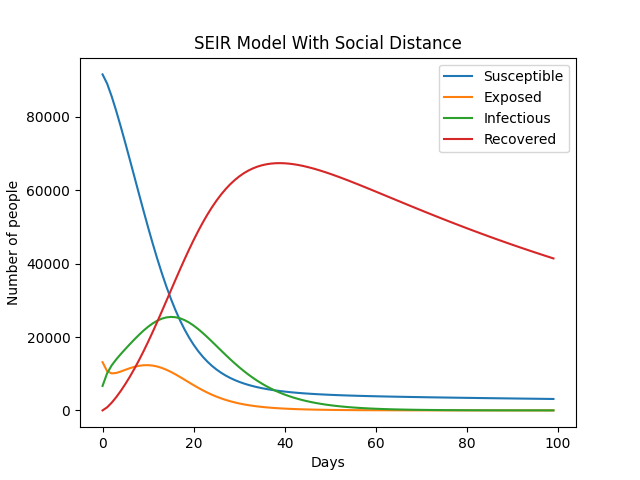 SEIR Model With Social Distance
Susceptible
Exposed
Infectious
Recovered
Number of people
80000
60000
40000
20000
0
0 20 40 60 80 100
Days